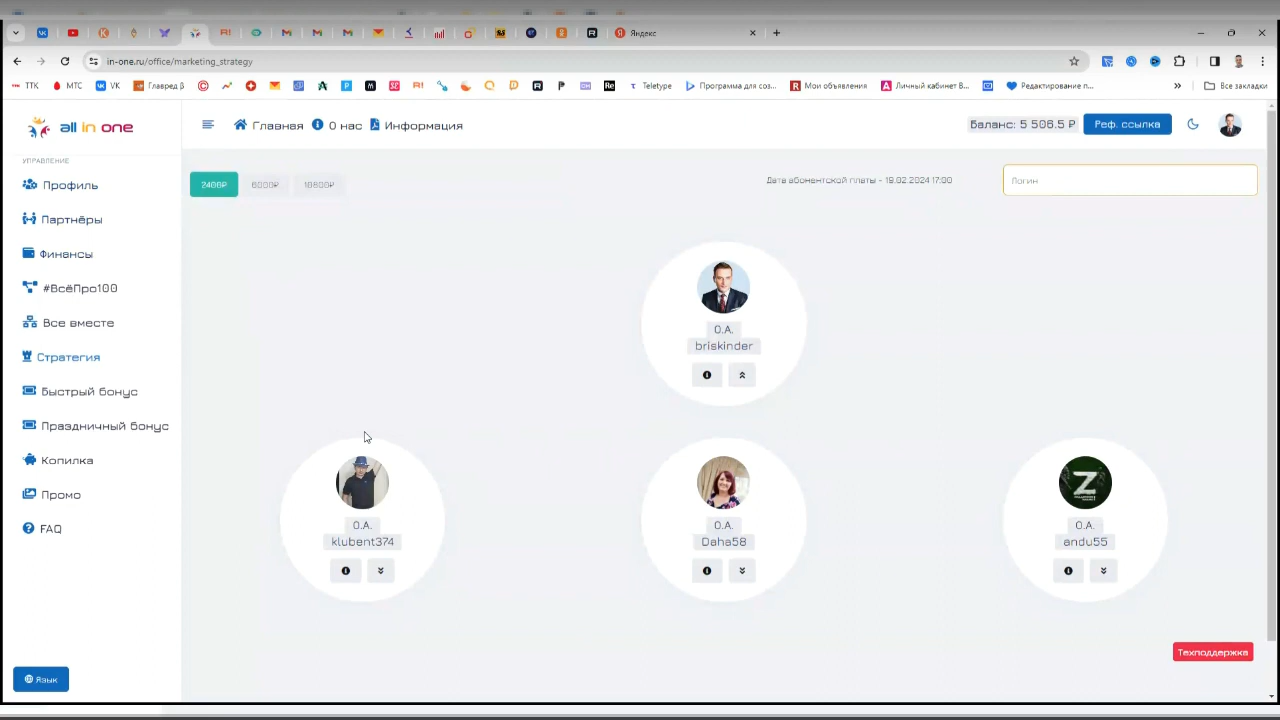 Яндекс
in-one.ru/office/marketing_strategy
ТТК
МТС
VK
Главред β
Teletype
Программа для соз...
Мои объявления
Личный кабинет В...
Редактирование п...
Все закладки
all in one
Главная
О нас
Информация
Баланс: 5 506.5 ₽
Реф. ссылка
УПРАВЛЕНИЕ
Профиль
Партнёры
Финансы
#ВсёПро100
Все вместе
Стратегия
Быстрый бонус
Праздничный бонус
Копилка
Промо
FAQ
Язык
2400₽
6000₽
10800₽
Дата абонентской платы - 19.02.2024 17:00
Логин
О.А.
briskinder
О.А.
klubent374
О.А.
Daha58
О.А.
andu55
Техподдержка